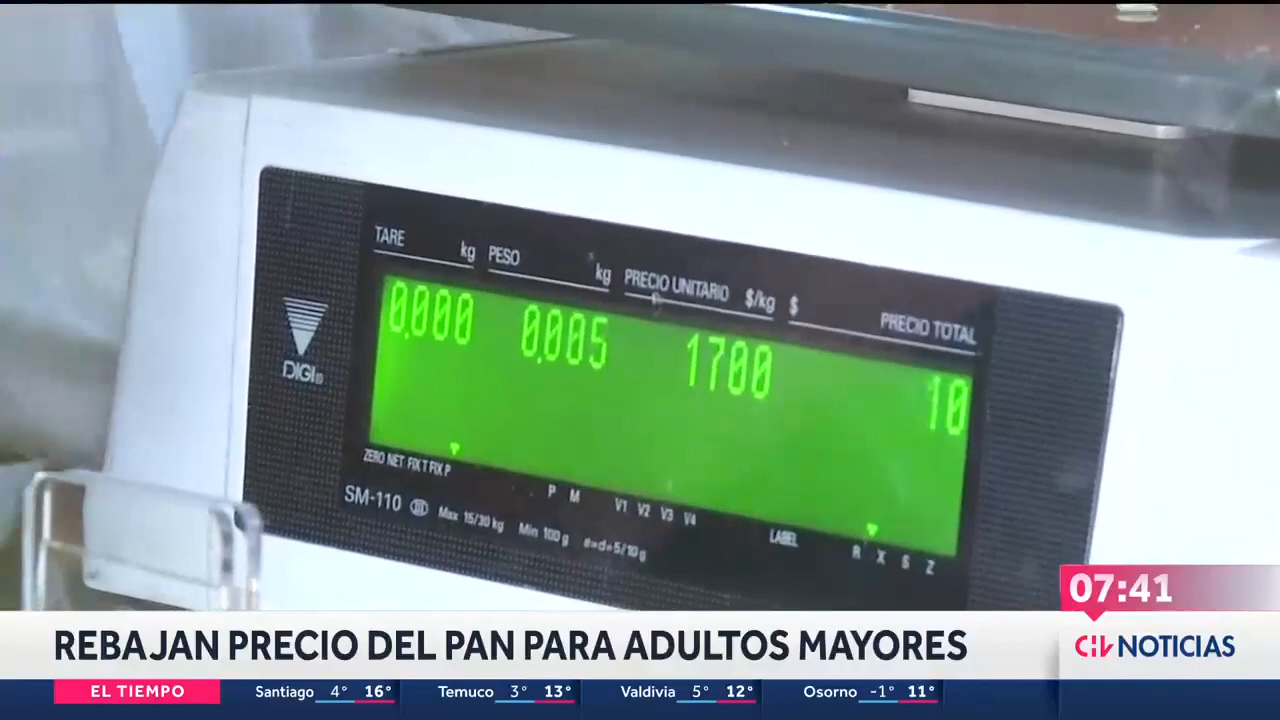 TARE kg PESO kg PRECIO UNITARIO $/kg $ PRECIO TOTAL
0.000 0.005 1700 10
DIGI
ZERO NET FIX T FIX P
P M V1 V2 V3 V4 LABEL R X S Z
SM-110 III Max 15/30 kg Min 100 g e=d=5/10 g
07:41
REBAJAN PRECIO DEL PAN PARA ADULTOS MAYORES
CHV NOTICIAS
EL TIEMPO Santiago 4° 16° Temuco 3° 13° Valdivia 5° 12° Osorno -1° 11°